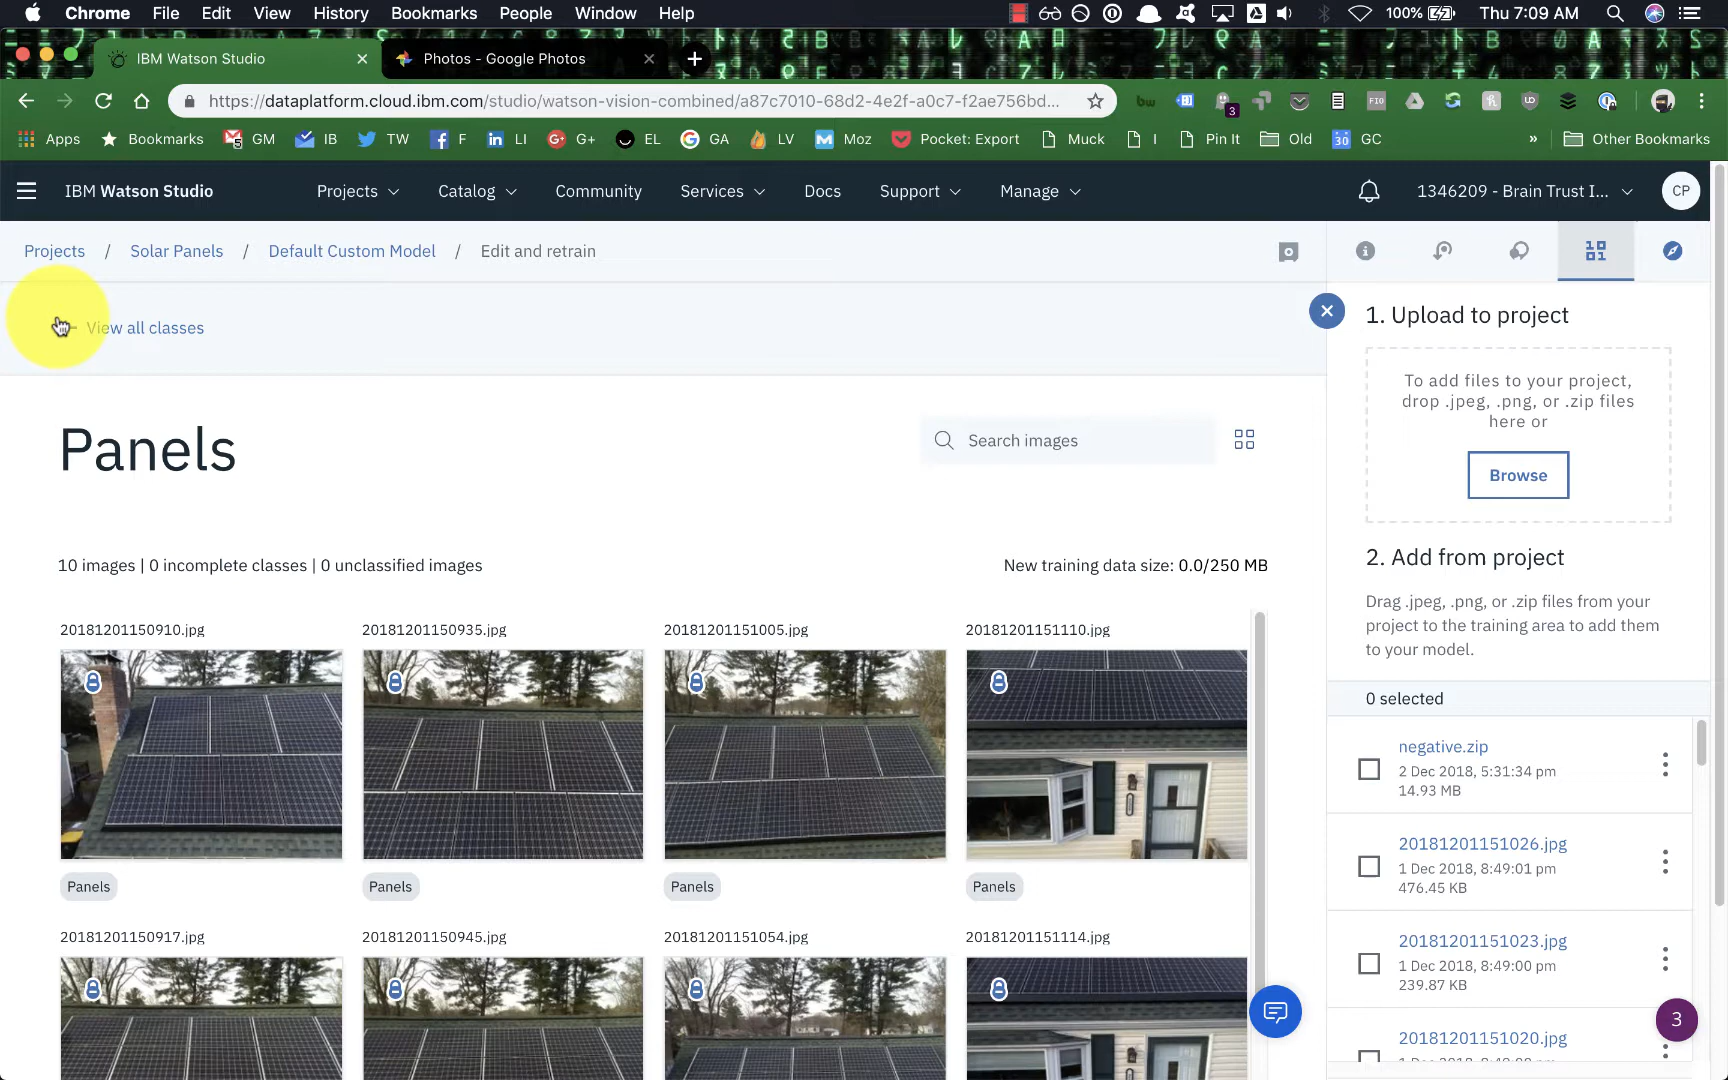 Chrome File Edit View History Bookmarks People Window Help 100% Thu 7:09 AM
IBM Watson Studio Photos - Google Photos
https://dataplatform.cloud.ibm.com/studio/watson-vision-combined/a87c7010-68d2-4e2f-a0c7-f2ae756bd... 3
Apps Bookmarks GM IB TW F LI G+ EL GA LV Moz Pocket: Export Muck I Pin It Old GC » Other Bookmarks
IBM Watson Studio Projects Catalog Community Services Docs Support Manage 1346209 - Brain Trust I... CP
Projects / Solar Panels / Default Custom Model / Edit and retrain
View all classes
Panels
Search images
10 images | 0 incomplete classes | 0 unclassified images
New training data size: 0.0/250 MB
20181201150910.jpg 20181201150935.jpg 20181201151005.jpg 20181201151110.jpg
Panels Panels Panels Panels
20181201150917.jpg 20181201150945.jpg 20181201151054.jpg 20181201151114.jpg
1. Upload to project
To add files to your project,
drop .jpeg, .png, or .zip files
here or
Browse
2. Add from project
Drag .jpeg, .png, or .zip files from your
project to the training area to add them
to your model.
0 selected
negative.zip
2 Dec 2018, 5:31:34 pm
14.93 MB
20181201151026.jpg
1 Dec 2018, 8:49:01 pm
476.45 KB
20181201151023.jpg
1 Dec 2018, 8:49:00 pm
239.87 KB
20181201151020.jpg
3